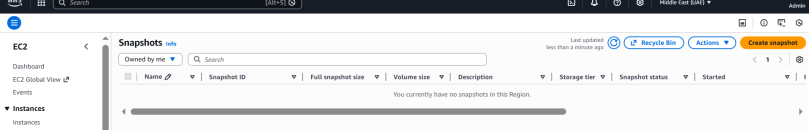 aws Search [Alt+S] Middle East (UAE) ▼
Admin
EC2
Dashboard
EC2 Global View
Events
▼ Instances
Instances
Snapshots Info
Last updated
less than a minute ago
Recycle Bin Actions ▼ Create snapshot
Owned by me ▼ Search < 1 >
Name Snapshot ID Full snapshot size Volume size Description Storage tier Snapshot status Started
You currently have no snapshots in this Region.